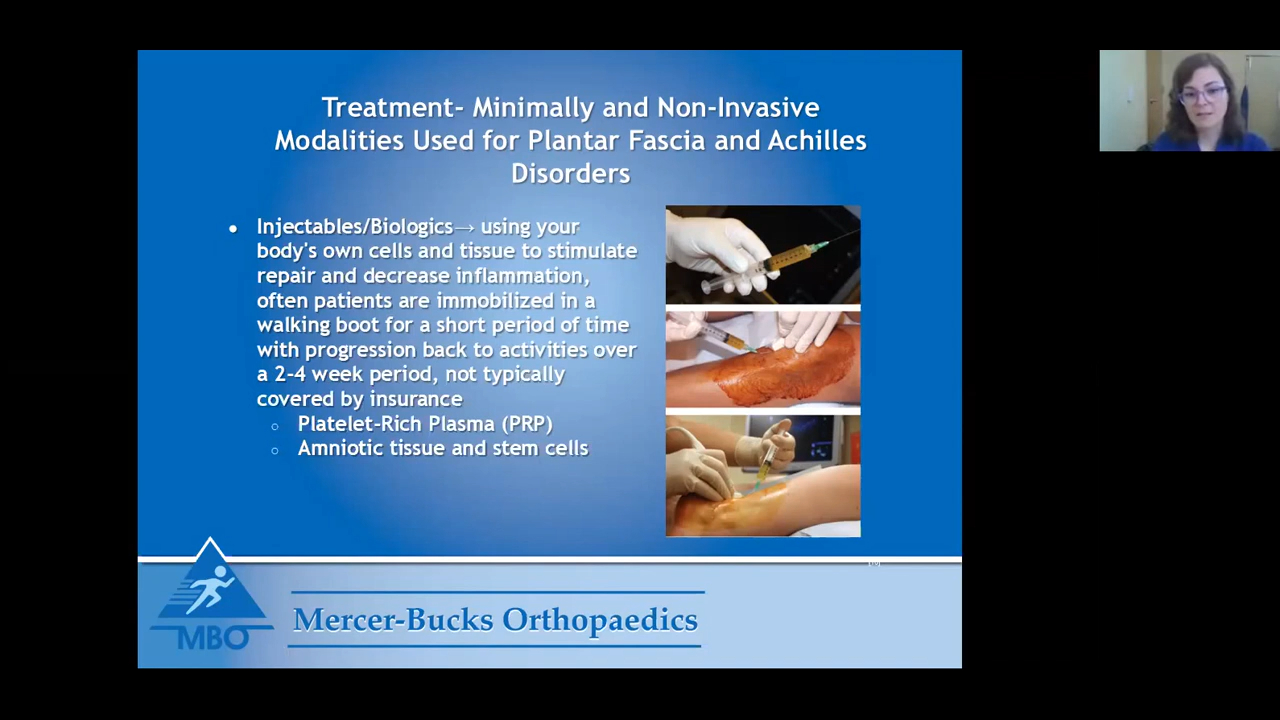 Treatment- Minimally and Non-Invasive
Modalities Used for Plantar Fascia and Achilles
Disorders
● Injectables/Biologics→ using your
body's own cells and tissue to stimulate
repair and decrease inflammation,
often patients are immobilized in a
walking boot for a short period of time
with progression back to activities over
a 2-4 week period, not typically
covered by insurance
○ Platelet-Rich Plasma (PRP)
○ Amniotic tissue and stem cells
MBO
Mercer-Bucks Orthopaedics